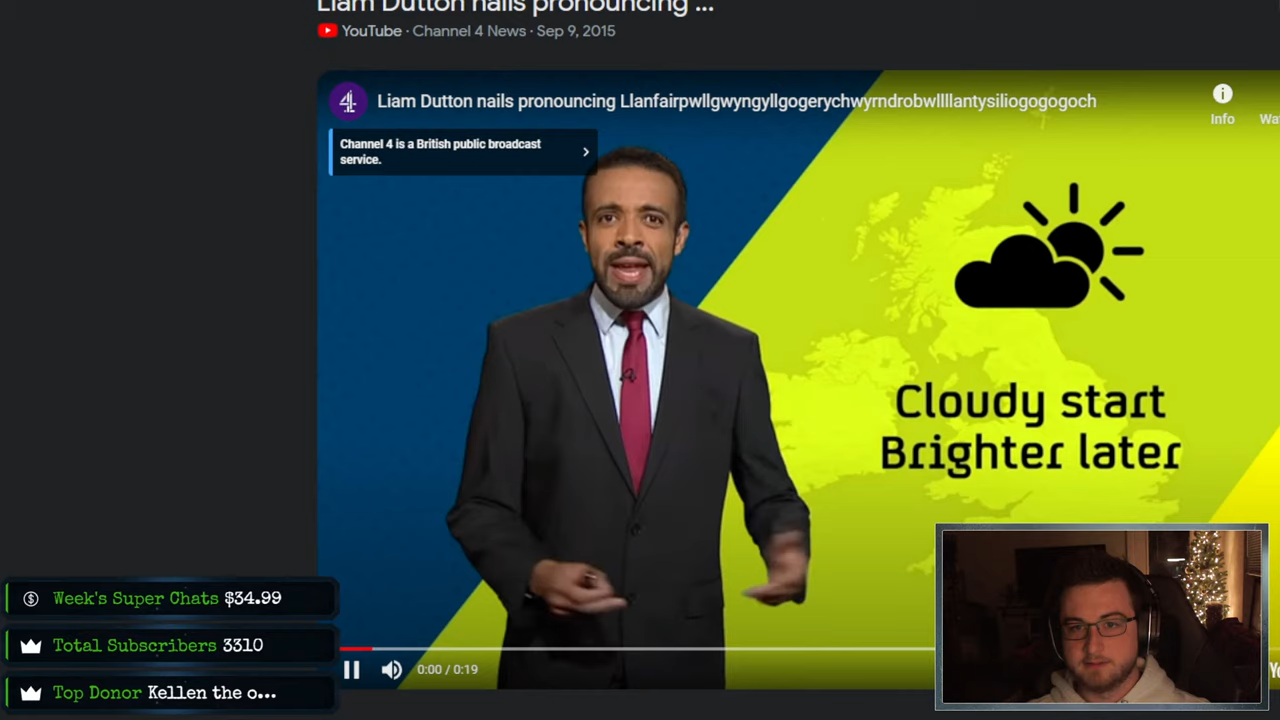 Liam Dutton nails pronouncing ...
YouTube · Channel 4 News · Sep 9, 2015
4
Liam Dutton nails pronouncing Llanfairpwllgwyngyllgogerychwyrndrobwllllantysiliogogogoch
Info
Channel 4 is a British public broadcast
service.
Cloudy start
Brighter later
Week's Super Chats $34.99
Total Subscribers 3310
0:00 / 0:19
Top Donor Kellen the o...